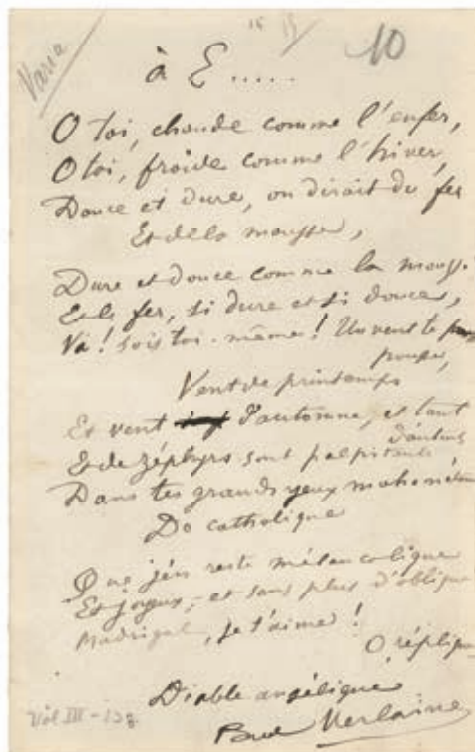 Varia
10
à E.....
O toi, chaude comme l'enfer,
O toi, froide comme l'hiver,
Douce et dure, on dirait du fer
Et de la mousse,
Dure et douce comme la mousse
Et le fer, si dure et si douce,
Va! sois toi-même! Un vent te
pousse,
Vent de printemps
Et vent d'automne, et tant
d'autans
Et de zéphyrs sont palpitants
Dans tes grands yeux
De catholique
Que j'en reste mélancolique
Et joyeux, et sans plus d'oblique
Madrigal, je t'aime!
O réplique
Diable angélique
Paul Verlaine
Vol III - 138